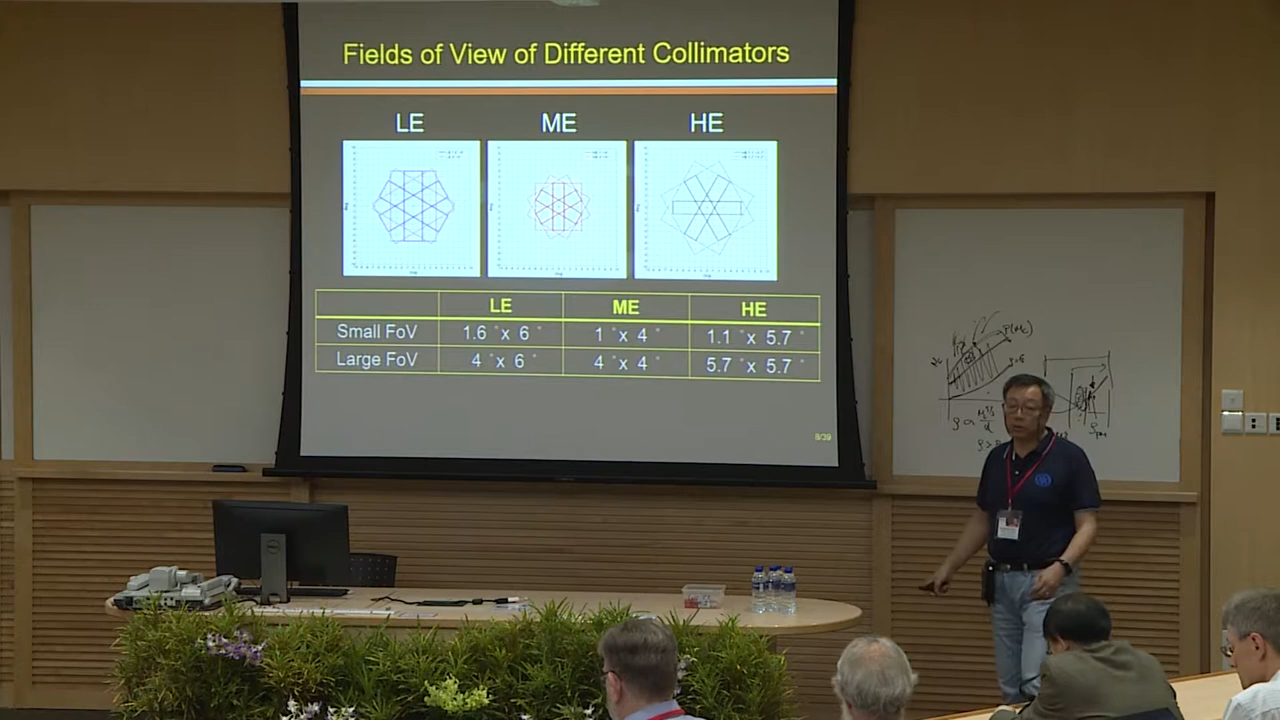 Fields of View of Different Collimators
LE ME HE
LE ME HE
Small FoV 1.6 ° x 6 ° 1 ° x 4 ° 1.1 ° x 5.7 °
Large FoV 4 ° x 6 ° 4 ° x 4 ° 5.7 ° x 5.7 °
8/39